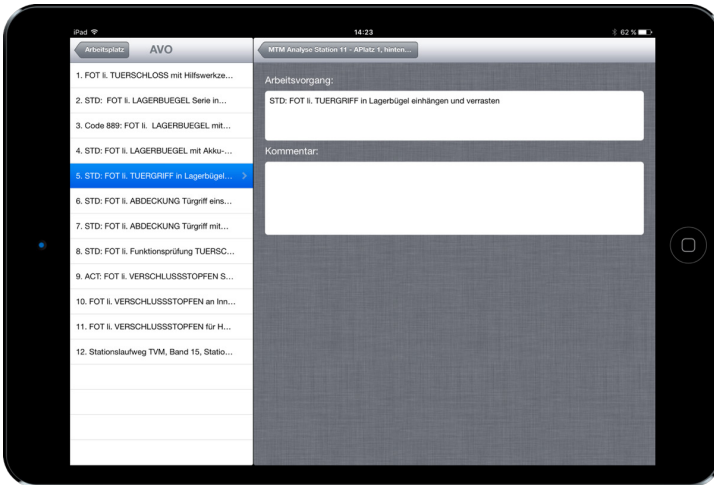 iPad
14:23
62 %
Arbeitsplatz
AVO
MTM Analyse Station 11 - APlatz 1, hinten...
1. FOT li. TUERSCHLOSS mit Hilfswerkze...
2. STD:  FOT li. LAGERBUEGEL Serie in...
3. Code 889: FOT li.  LAGERBUEGEL mit...
4. STD: FOT li. LAGERBUEGEL mit Akku-...
5. STD: FOT li. TUERGRIFF in Lagerbügel...
6. STD: FOT li. ABDECKUNG Türgriff eins...
7. STD: FOT li. ABDECKUNG Türgriff mit...
8. STD: FOT li. Funktionsprüfung TUERSC...
9. ACT: FOT li. VERSCHLUSSSTOPFEN S...
10. FOT li. VERSCHLUSSSTOPFEN an Inn...
11. FOT li. VERSCHLUSSSTOPFEN für H...
12. Stationslaufweg TVM, Band 15, Statio...
Arbeitsvorgang:
STD: FOT li. TUERGRIFF in Lagerbügel einhängen und verrasten
Kommentar: